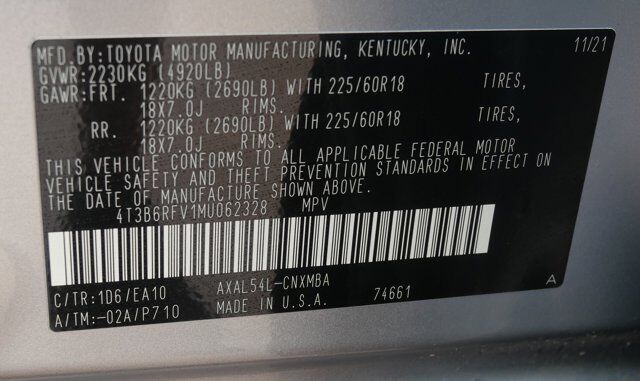 MFD.BY:TOYOTA MOTOR MANUFACTURING, KENTUCKY, INC. 11/21
GVWR:2230KG (4920LB)
GAWR:FRT. 1220KG (2690LB) WITH 225/60R18 TIRES,
18X7.0J RIMS.
RR. 1220KG (2690LB) WITH 225/60R18 TIRES,
18X7.0J RIMS.
THIS VEHICLE CONFORMS TO ALL APPLICABLE FEDERAL MOTOR
VEHICLE SAFETY AND THEFT PREVENTION STANDARDS IN EFFECT ON
THE DATE OF MANUFACTURE SHOWN ABOVE.
4T3B6RFV1MU062328 MPV
C/TR:1D6/EA10 AXAL54L-CNXMBA A
A/TM:-02A/P710 MADE IN U.S.A. 74661